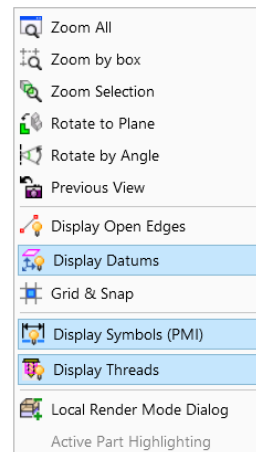 Zoom All
Zoom by box
Zoom Selection
Rotate to Plane
Rotate by Angle
Previous View
Display Open Edges
Display Datums
Grid & Snap
Display Symbols (PMI)
Display Threads
Local Render Mode Dialog
Active Part Highlighting